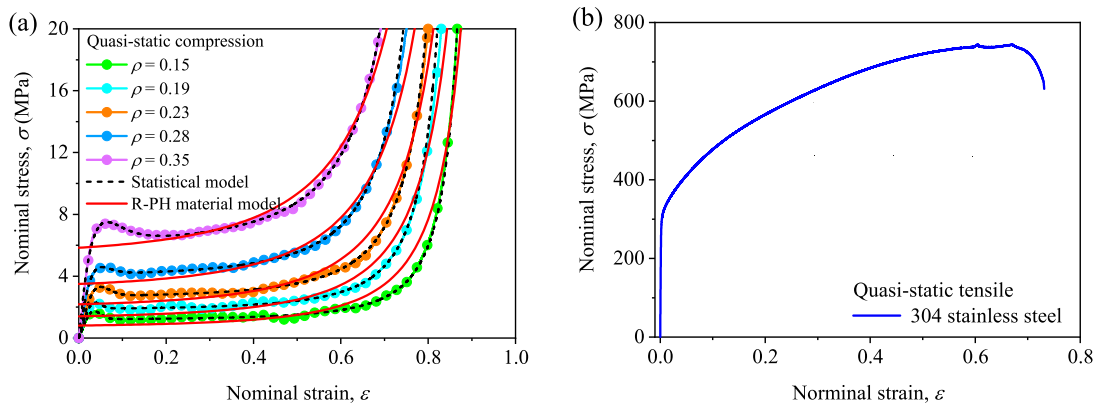 (a)
20
16
12
8
4
0
Nominal stress, σ (MPa)
Quasi-static compression
ρ = 0.15
ρ = 0.19
ρ = 0.23
ρ = 0.28
ρ = 0.35
Statistical model
R-PH material model
0.0 0.2 0.4 0.6 0.8 1.0
Nominal strain, ε
(b)
800
600
400
200
0
Nominal stress, σ (MPa)
Quasi-static tensile
304 stainless steel
0.0 0.2 0.4 0.6 0.8
Norminal strain, ε